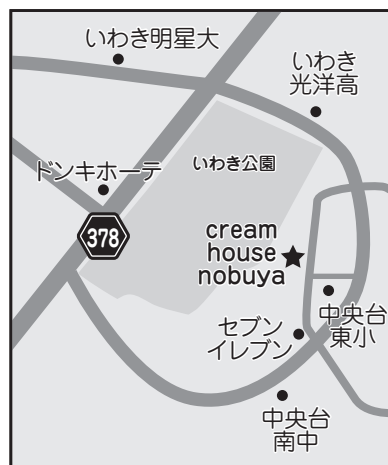 いわき明星大
いわき
光洋高
ドンキホーテ
いわき公園
378
cream
house
nobuya
中央台
東小
セブン
イレブン
中央台
南中